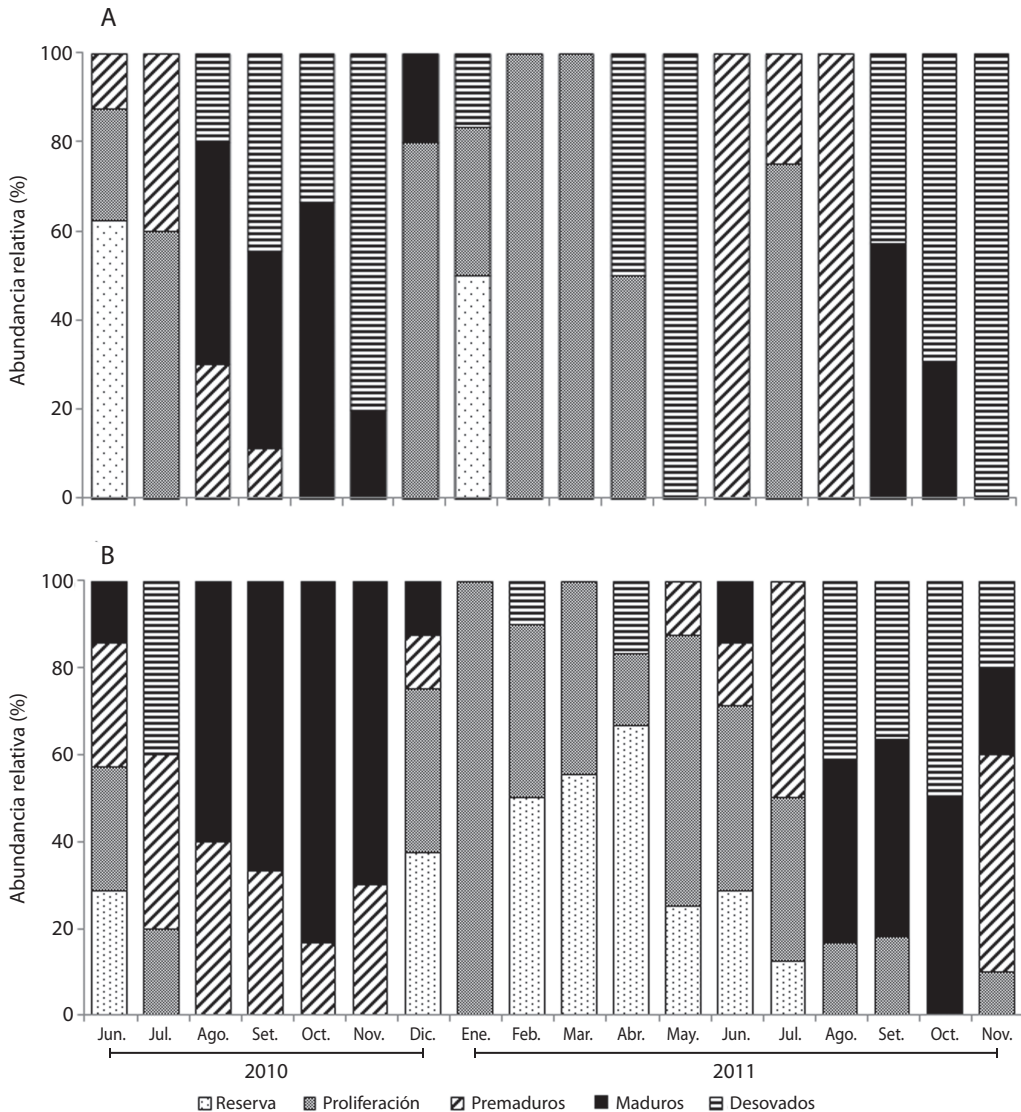 A
Abundancia relativa (%)
100
80
60
40
20
0
B
Abundancia relativa (%)
100
80
60
40
20
0
Jun. Jul. Ago. Set. Oct. Nov. Dic. Ene. Feb. Mar. Abr. May. Jun. Jul. Ago. Set. Oct. Nov.
2010 2011
Reserva Proliferación Premaduros Maduros Desovados